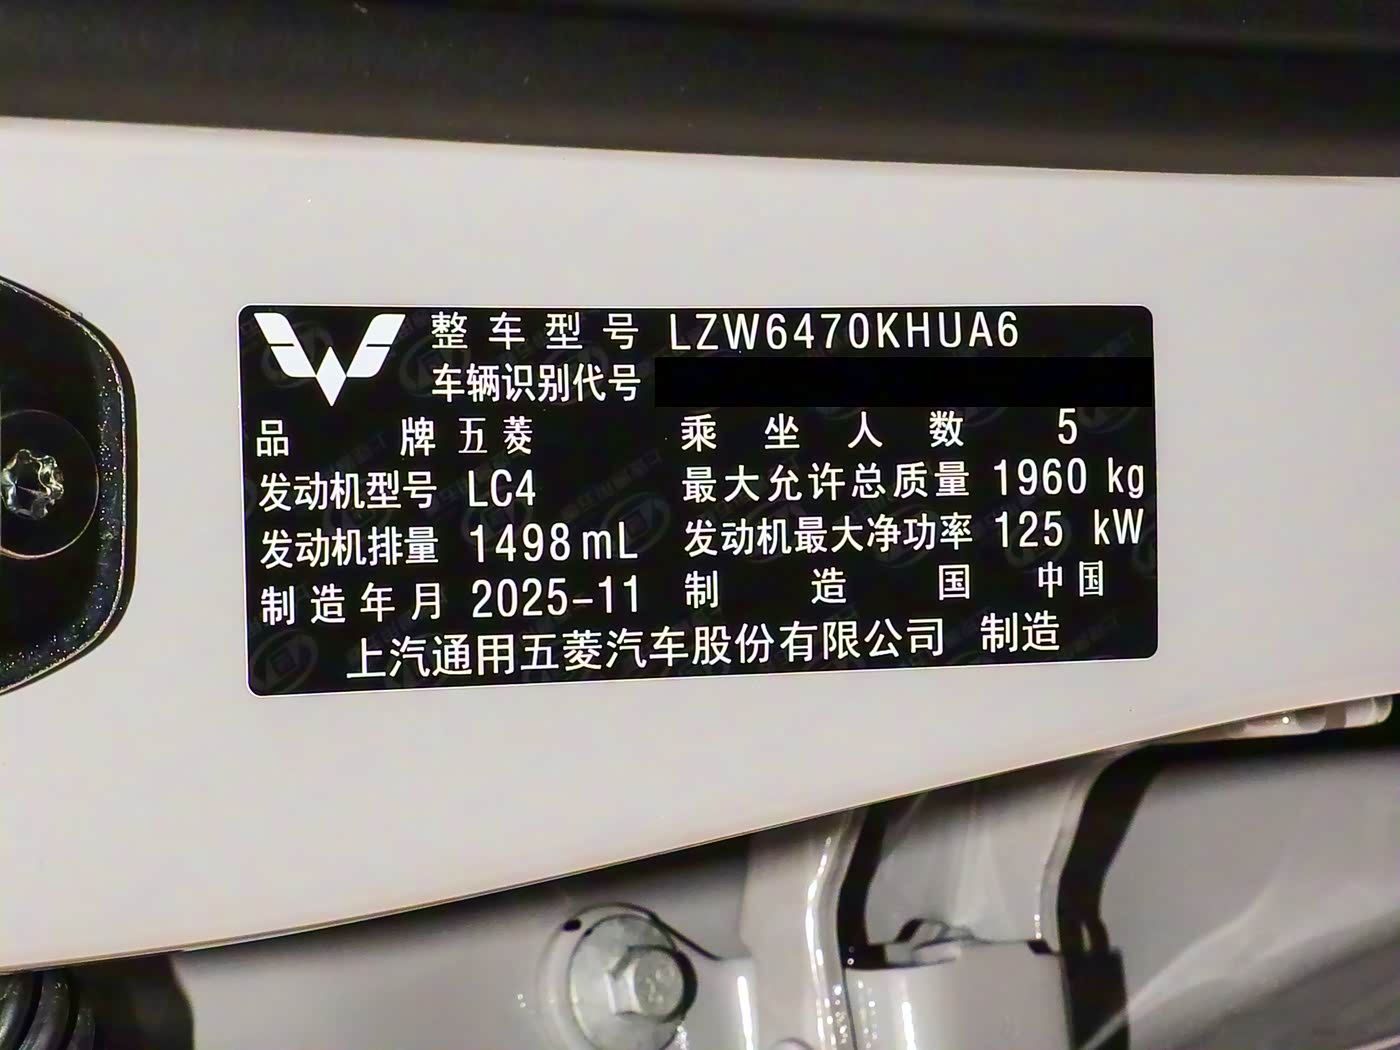 整车型号 LZW6470KHUA6
车辆识别代号
品牌 五菱 乘坐人数 5
发动机型号 LC4 最大允许总质量 1960 kg
发动机排量 1498mL 发动机最大净功率 125 kW
制造年月 2025-11 制造国 中国
上汽通用五菱汽车股份有限公司 制造